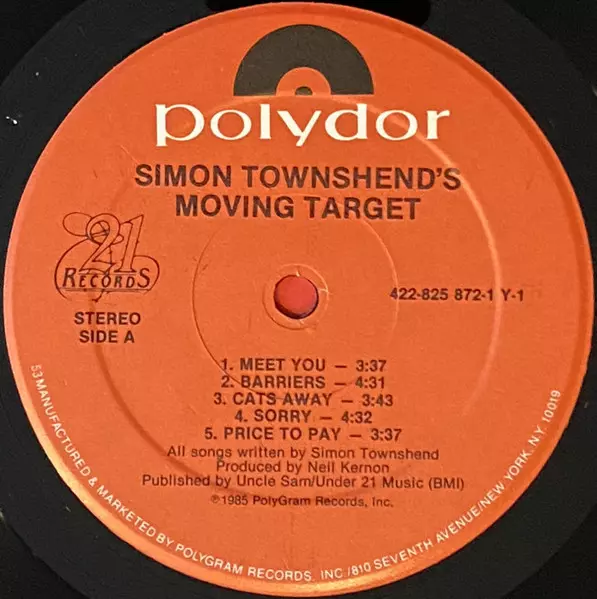 polydor
SIMON TOWNSHEND'S
MOVING TARGET
21
RECORDS
STEREO
SIDE A
422-825 872-1 Y-1
1. MEET YOU — 3:37
2. BARRIERS — 4:31
3. CATS AWAY — 3:43
4. SORRY — 4:32
5. PRICE TO PAY — 3:37
All songs written by Simon Townshend
Produced by Neil Kernon
Published by Uncle Sam/Under 21 Music (BMI)
℗1985 PolyGram Records, Inc.
53 MANUFACTURED & MARKETED BY POLYGRAM RECORDS. INC./810 SEVENTH AVENUE/NEW YORK, N.Y. 10019